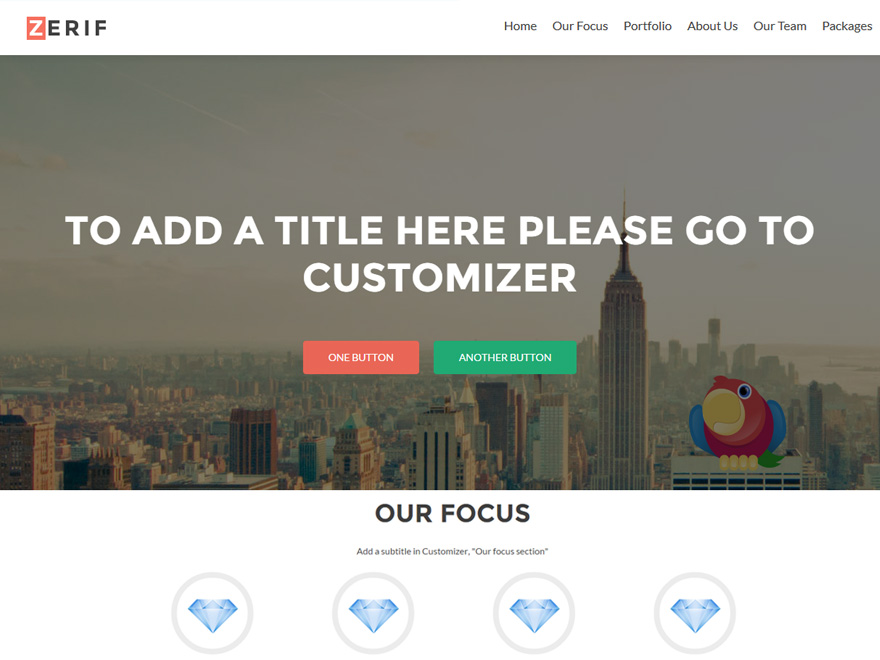 ZERIF
Home Our Focus Portfolio About Us Our Team Packages
TO ADD A TITLE HERE PLEASE GO TO
CUSTOMIZER
ONE BUTTON ANOTHER BUTTON
OUR FOCUS
Add a subtitle in Customizer, "Our focus section"